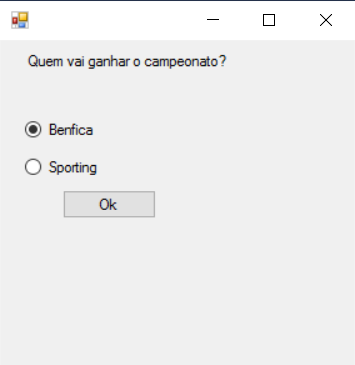 Quem vai ganhar o campeonato?
Benfica
Sporting
Ok